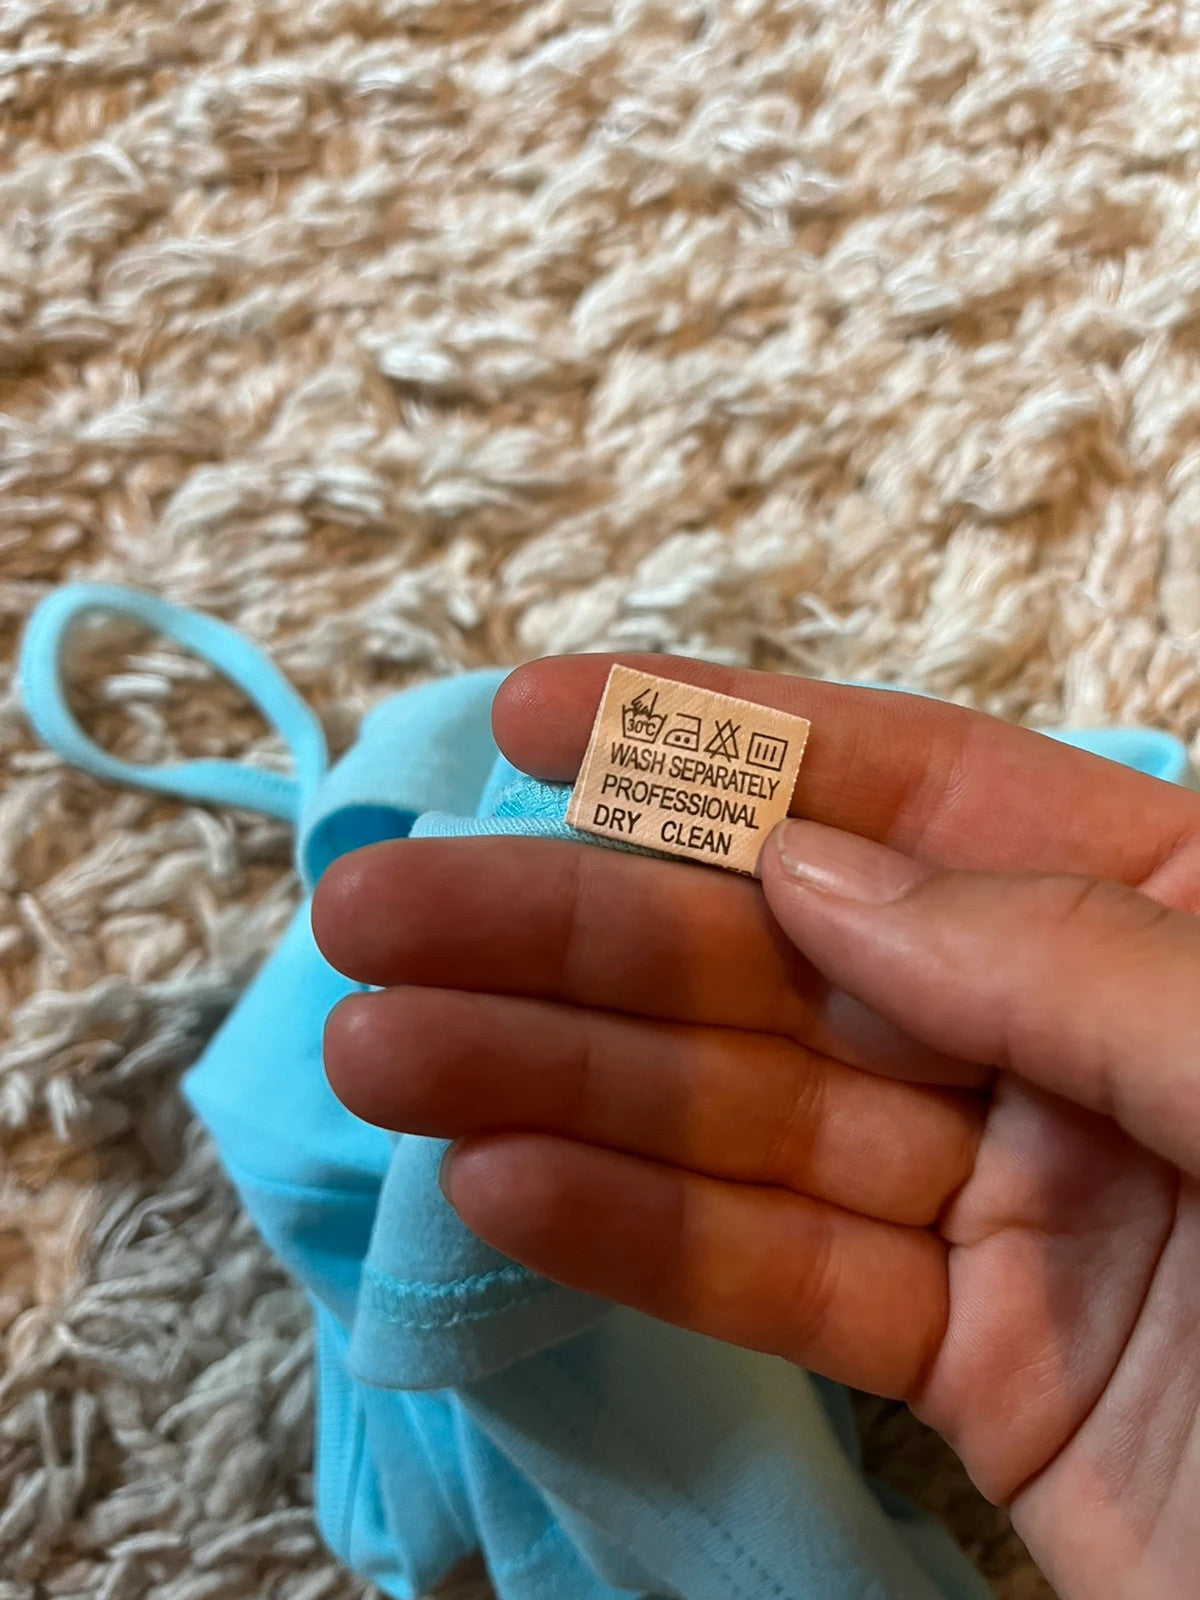 30℃
WASH SEPARATELY
PROFESSIONAL
DRY CLEAN